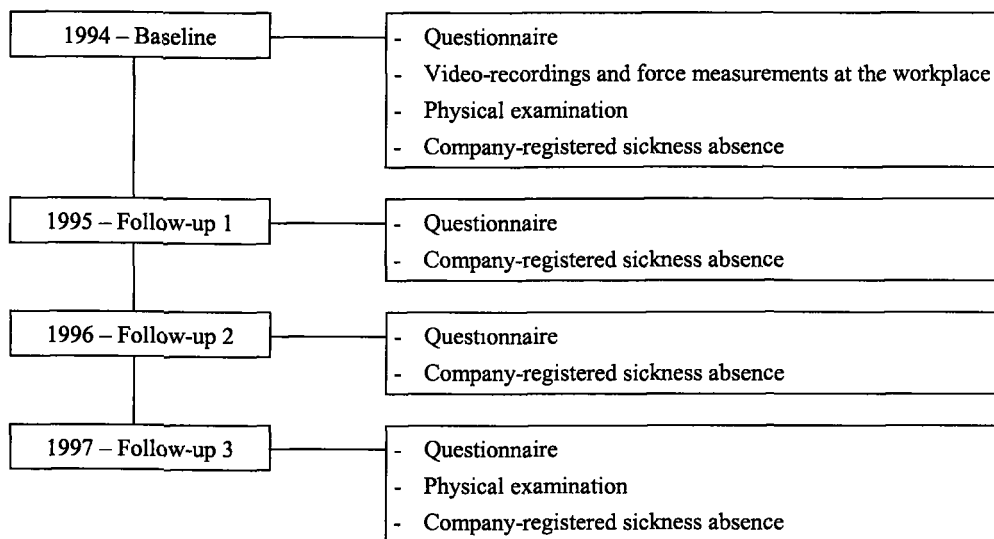 1994 – Baseline
- Questionnaire
- Video-recordings and force measurements at the workplace
- Physical examination
- Company-registered sickness absence
1995 – Follow-up 1
- Questionnaire
- Company-registered sickness absence
1996 – Follow-up 2
- Questionnaire
- Company-registered sickness absence
1997 – Follow-up 3
- Questionnaire
- Physical examination
- Company-registered sickness absence